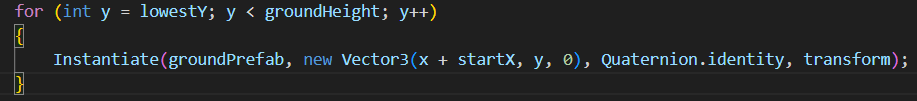 for (int y = lowestY; y < groundHeight; y++)
{
Instantiate(groundPrefab, new Vector3(x + startX, y, 0), Quaternion.identity, transform);
}